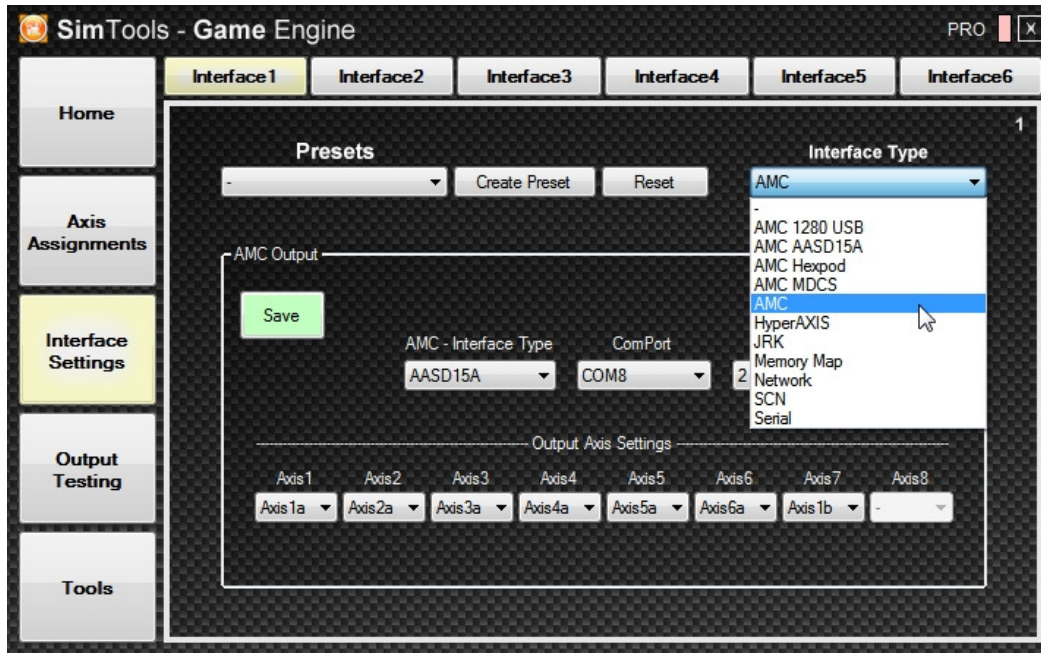 SimTools - Game Engine
PRO
X
Interface1 Interface2 Interface3 Interface4 Interface5 Interface6
Home
Axis
Assignments
Interface
Settings
Output
Testing
Tools
1
Presets
Interface Type
-
Create Preset
Reset
AMC
-
AMC 1280 USB
AMC AASD15A
AMC Hexpod
AMC MDCS
AMC
HyperAXIS
JRK
Memory Map
Network
SCN
Serial
AMC Output
Save
AMC - Interface Type
ComPort
AASD15A
COM8
2
Output Axis Settings
Axis1 Axis2 Axis3 Axis4 Axis5 Axis6 Axis7 Axis8
Axis1a Axis2a Axis3a Axis4a Axis5a Axis6a Axis1b -